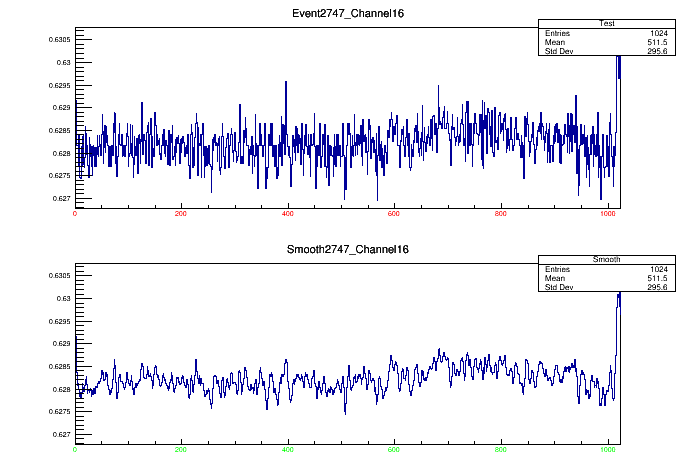 Event2747_Channel16
Test
Entries 1024
Mean 511.5
Std Dev 295.6
0.6305
0.63
0.6295
0.629
0.6285
0.628
0.6275
0.627
0 200 400 600 800 1000
Smooth2747_Channel16
Smooth
Entries 1024
Mean 511.5
Std Dev 295.6
0.6305
0.63
0.6295
0.629
0.6285
0.628
0.6275
0.627
0 200 400 600 800 1000